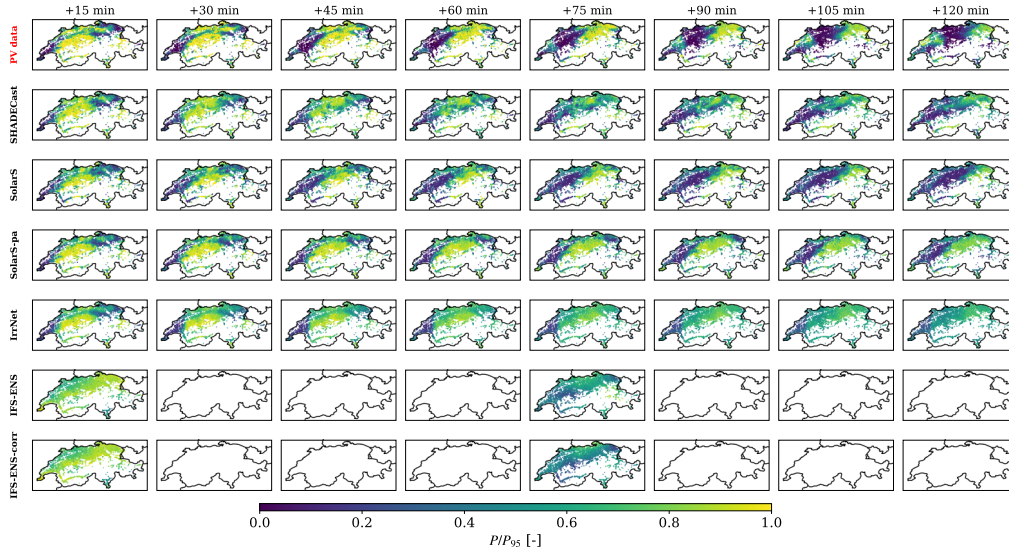 +15 min +30 min +45 min +60 min +75 min +90 min +105 min +120 min
PV data
SHADECast
SolarS
SolarS-pa
IrrNet
IFS-ENS
IFS-ENS-corr
0.0 0.2 0.4 0.6 0.8 1.0
P/P95 [-]